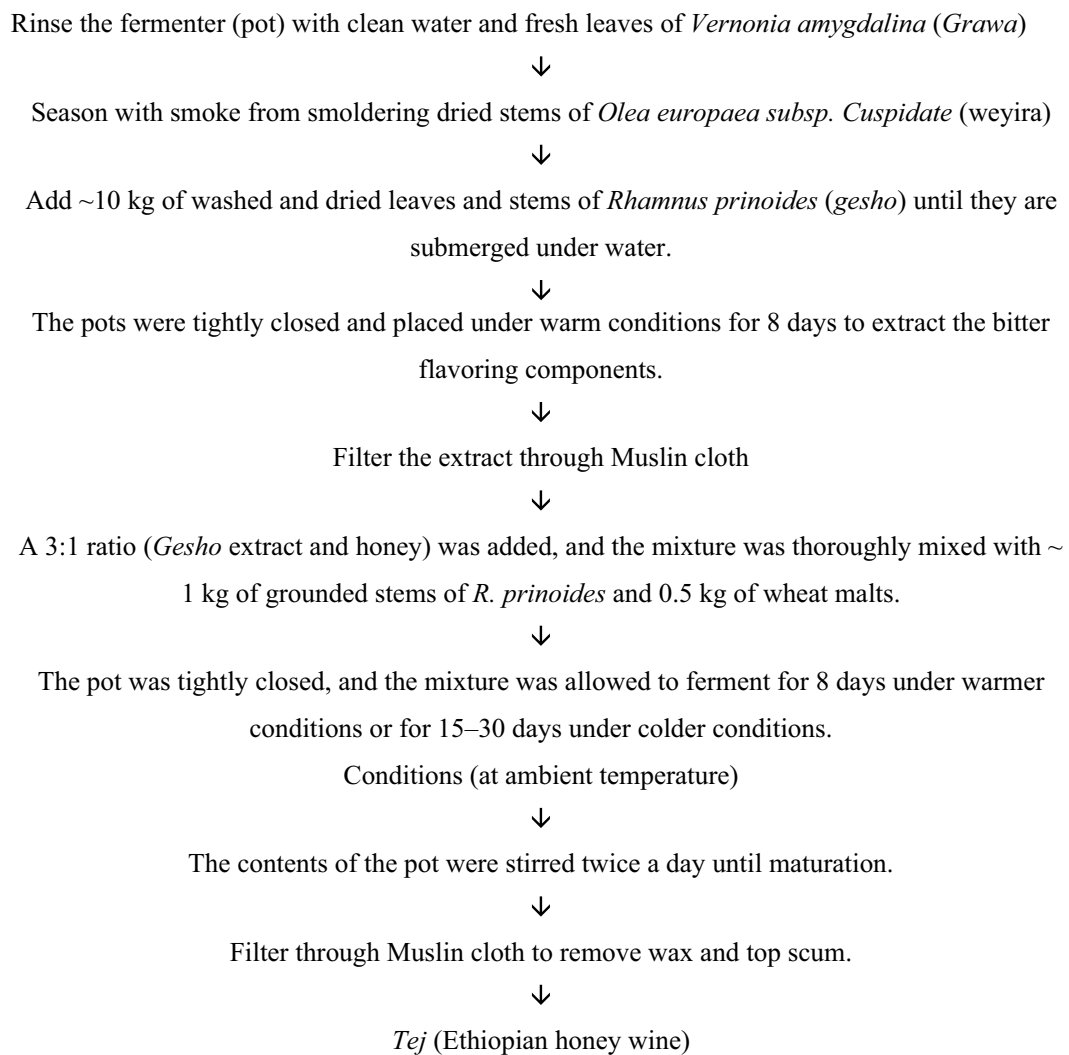 Rinse the fermenter (pot) with clean water and fresh leaves of Vernonia amygdalina (Grawa)
↓
Season with smoke from smoldering dried stems of Olea europaea subsp. Cuspidate (weyira)
↓
Add ~10 kg of washed and dried leaves and stems of Rhamnus prinoides (gesho) until they are
submerged under water.
↓
The pots were tightly closed and placed under warm conditions for 8 days to extract the bitter
flavoring components.
↓
Filter the extract through Muslin cloth
↓
A 3:1 ratio (Gesho extract and honey) was added, and the mixture was thoroughly mixed with ~
1 kg of grounded stems of R. prinoides and 0.5 kg of wheat malts.
↓
The pot was tightly closed, and the mixture was allowed to ferment for 8 days under warmer
conditions or for 15–30 days under colder conditions.
Conditions (at ambient temperature)
↓
The contents of the pot were stirred twice a day until maturation.
↓
Filter through Muslin cloth to remove wax and top scum.
↓
Tej (Ethiopian honey wine)